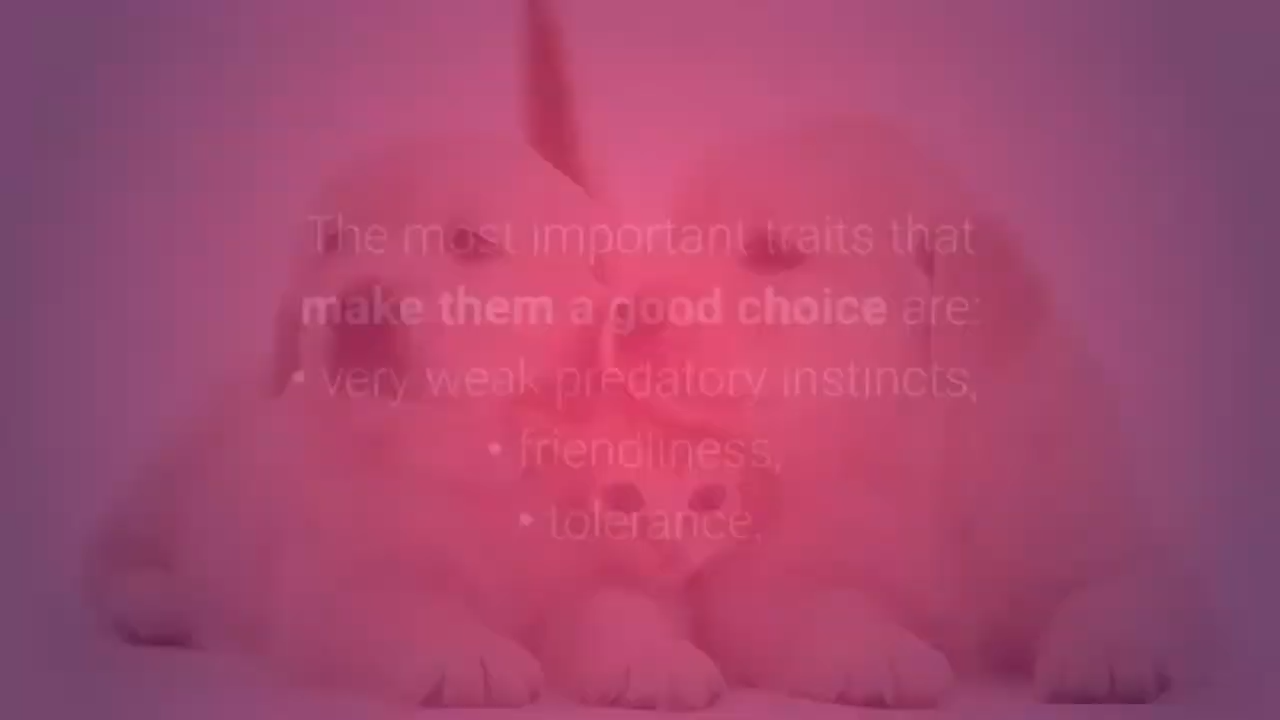 The most important traits that
make them a good choice are:
• very weak predatory instincts,
• friendliness,
• tolerance.